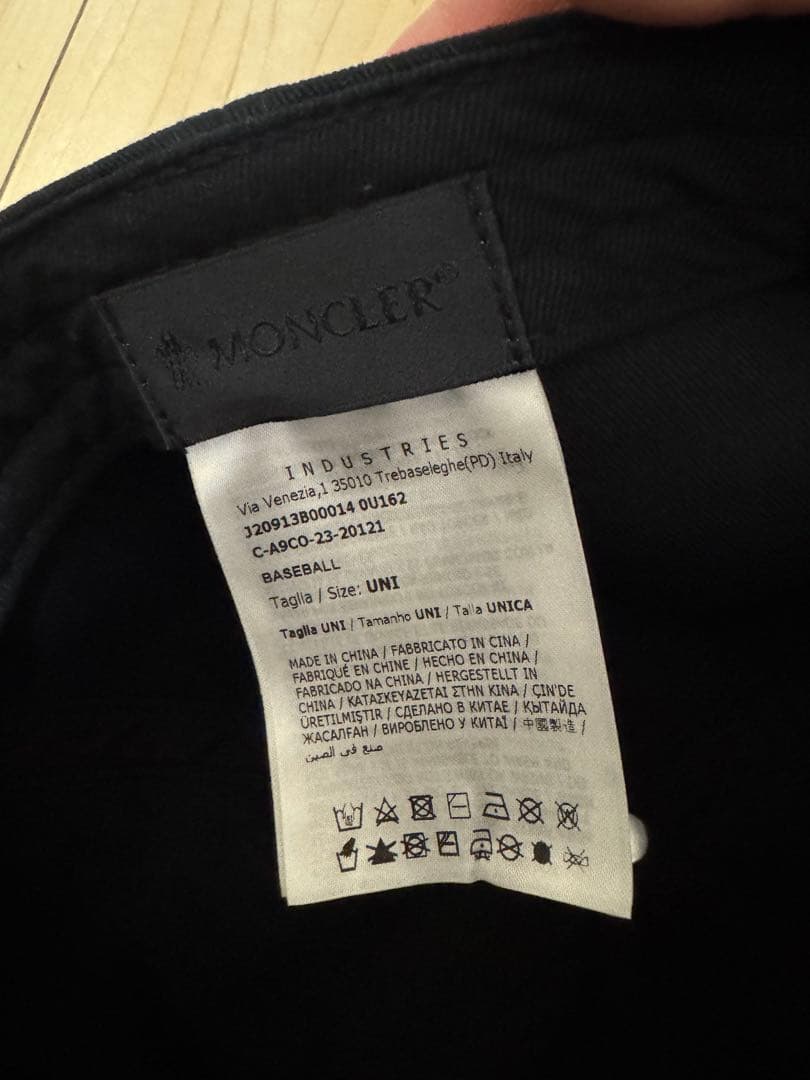 MONCLER®
INDUSTRIES
Via Venezia,1 35010 Trebaseleghe(PD) Italy
J20913B00014 0U162
C-A9CO-23-20121
BASEBALL
Taglia / Size: UNI
Taglia UNI / Tamanho UNI / Talla UNICA
MADE IN CHINA / FABBRICATO IN CINA /
FABRIQUÉ EN CHINE / HECHO EN CHINA /
FABRICADO NA CHINA / HERGESTELLT IN
CHINA / ΚΑΤΑΣΚΕΥΑΖΕΤΑΙ ΣΤΗΝ ΚΙΝΑ / ÇIN'DE
ÜRETILMIŞTIR / СДЕЛАНО В КИТАЕ / ҚЫТАЙДА
ЖАСАЛҒАН / ВИРОБЛЕНО У КИТАЇ / 中國製造 /
صنع في الصين